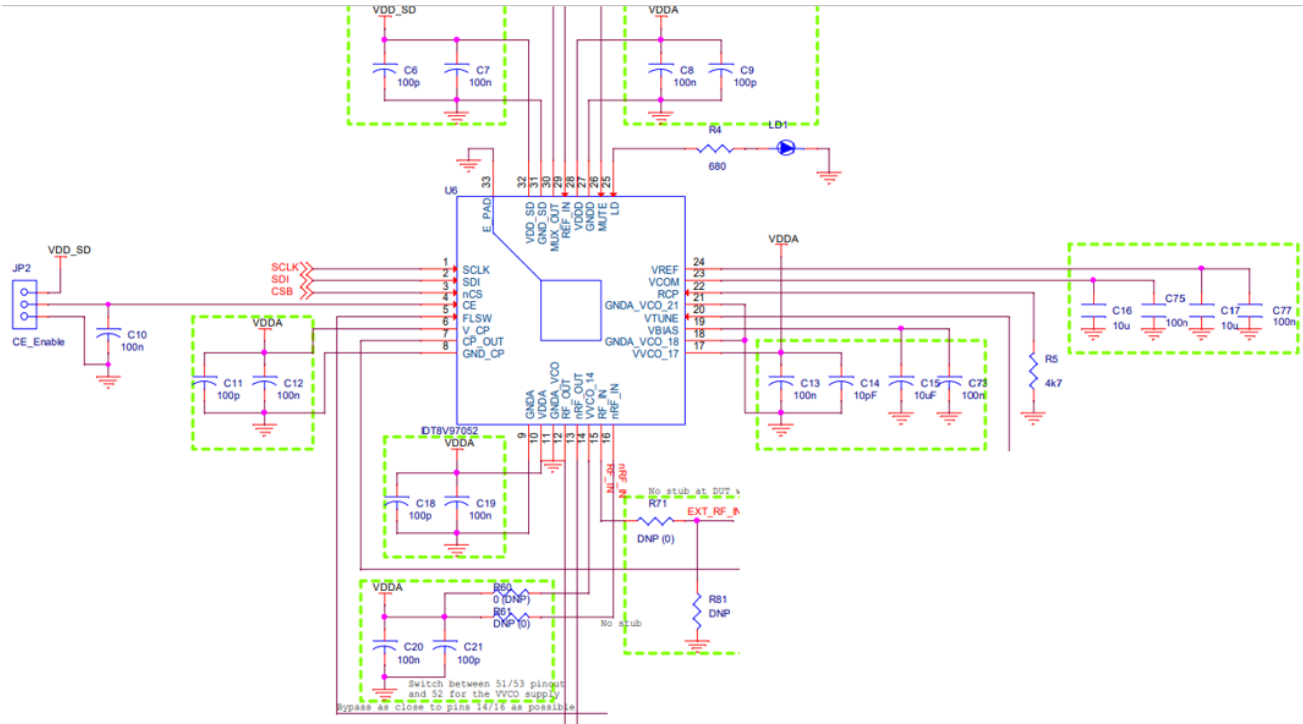 VDD_SD
VDDA
C6
100p
C7
100n
C8
100n
C9
100p
R4
680
LD1
U6
33
32
31
30
29
28
27
26
25
E_PAD
VDD_SD
GND_SD
MUX_OUT
REF_IN
VDDD
GNDD
MUTE
LD
JP2
VDD_SD
CE_Enable
C10
100n
SCLK
SDI
CSB
1
2
3
4
5
6
7
8
SCLK
SDI
nCS
CE
FLSW
V_CP
CP_OUT
GND_CP
VREF
VCOM
RCP
GNDA_VCO_21
VTUNE
VBIAS
GNDA_VCO_18
VVCO_17
24
23
22
21
20
19
18
17
VDDA
C16
10u
C75
100n
C17
10u
C77
100n
R5
4k7
VDDA
C11
100p
C12
100n
C13
100n
C14
10pF
C15
10uF
C73
100n
GNDA
VDDA
GNDA_VCO
RF_OUT
nRF_OUT
VVCO_14
RF_IN
nRF_IN
IDT8V97052
9
10
11
12
13
14
15
16
VDDA
C18
100p
C19
100n
RF_IN
nRF_IN
No stub at DUT w
R71
DNP (0)
EXT_RF_IN
R81
DNP
VDDA
R60
0 (DNP)
R61
DNP (0)
No stub
C20
100n
C21
100p
Switch between 51/53 pinout
and 52 for the VVCO supply
Bypass as close to pins 14/16 as possible